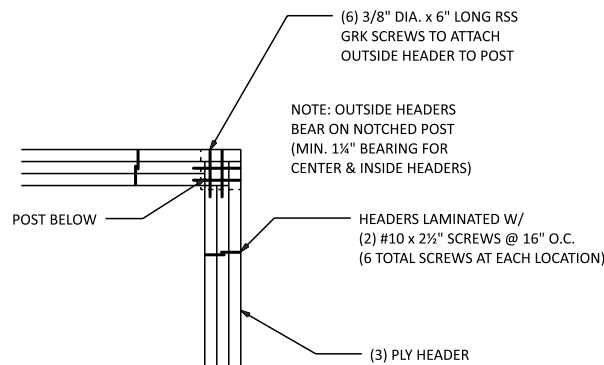 (6) 3/8" DIA. x 6" LONG RSS
GRK SCREWS TO ATTACH
OUTSIDE HEADER TO POST
NOTE: OUTSIDE HEADERS
BEAR ON NOTCHED POST
(MIN. 1¼" BEARING FOR
CENTER & INSIDE HEADERS)
POST BELOW
HEADERS LAMINATED W/
(2) #10 x 2½" SCREWS @ 16" O.C.
(6 TOTAL SCREWS AT EACH LOCATION)
(3) PLY HEADER